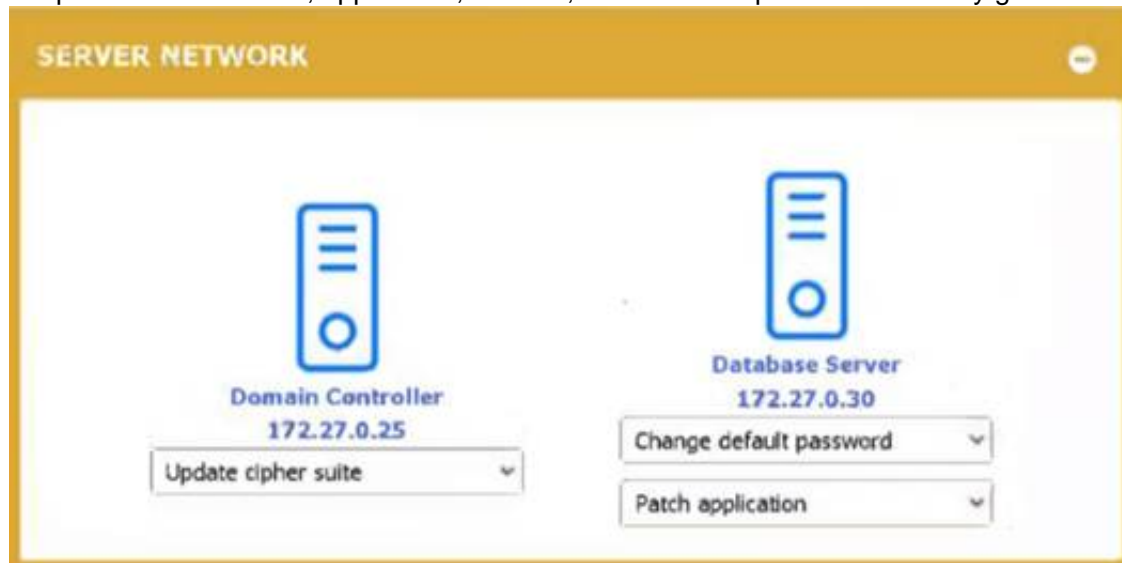 SERVER NETWORK
Domain Controller
172.27.0.25
Update cipher suite
Database Server
172.27.0.30
Change default password
Patch application